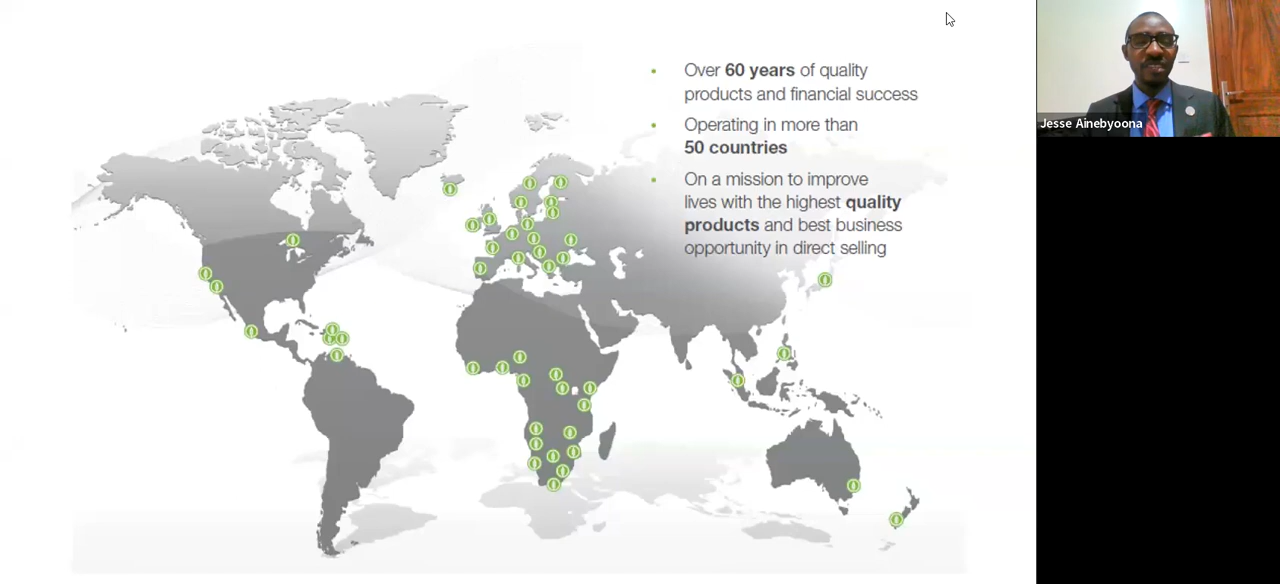 Over 60 years of quality
products and financial success
Operating in more than
50 countries
On a mission to improve
lives with the highest quality
products and best business
opportunity in direct selling
Jesse Ainebyoona